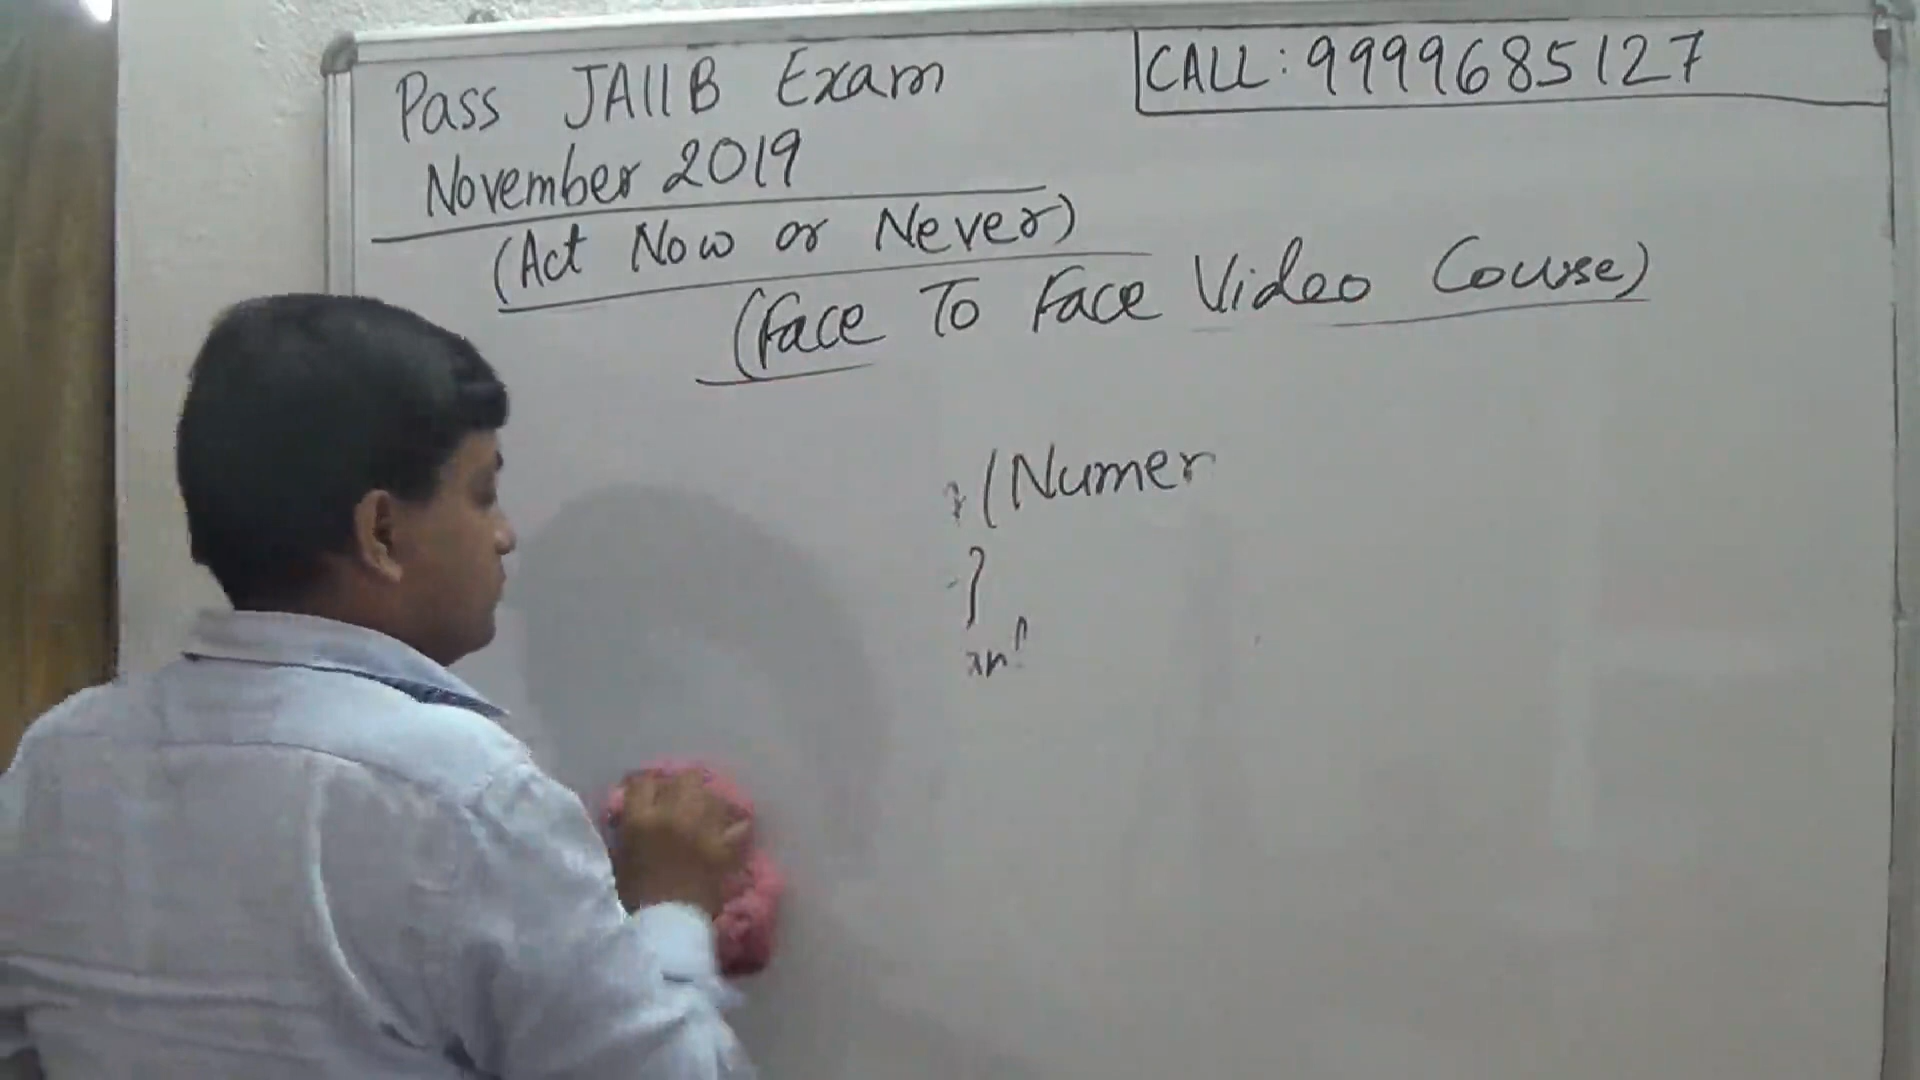 Pass JAIIB Exam
CALL: 9999685127
November 2019
(Act Now or Never)
(Face To Face Video Course)
(Numer